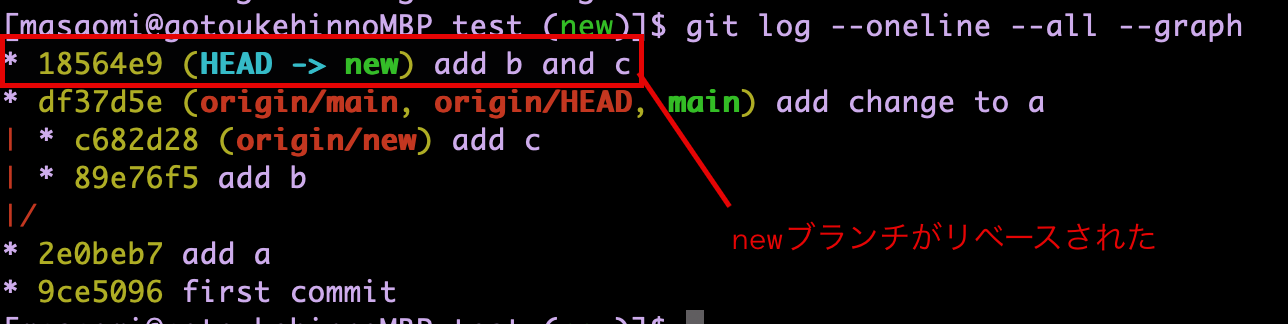 [masaomi@gotoukehinnoMBP test (new)]$ git log --oneline --all --graph
* 18564e9 (HEAD -> new) add b and c
* df37d5e (origin/main, origin/HEAD, main) add change to a
| * c682d28 (origin/new) add c
| * 89e76f5 add b
|/
newブランチがリベースされた
* 2e0beb7 add a
* 9ce5096 first commit